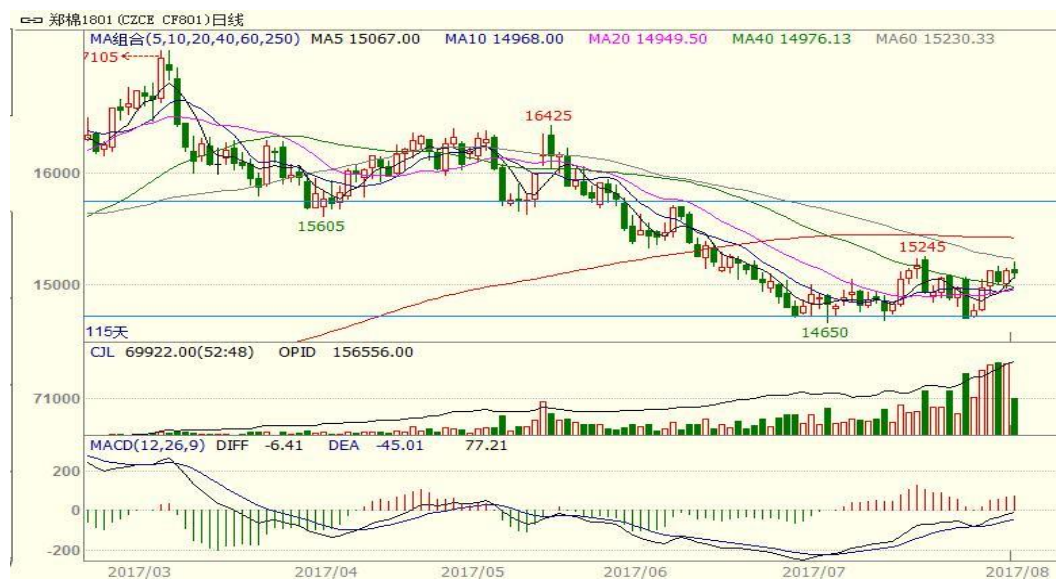 郑棉1801(CZCE CF801)日线
MA组合(5,10,20,40,60,250) MA5 15067.00 MA10 14968.00 MA20 14949.50 MA40 14976.13 MA60 15230.33
7105
16425
16000
15605
15245
15000
14650
115天
CJL 69922.00(52:48) OPID 156556.00
71000
MACD(12,26,9) DIFF -6.41 DEA -45.01 77.21
200
0
-200
2017/03 2017/04 2017/05 2017/06 2017/07 2017/08